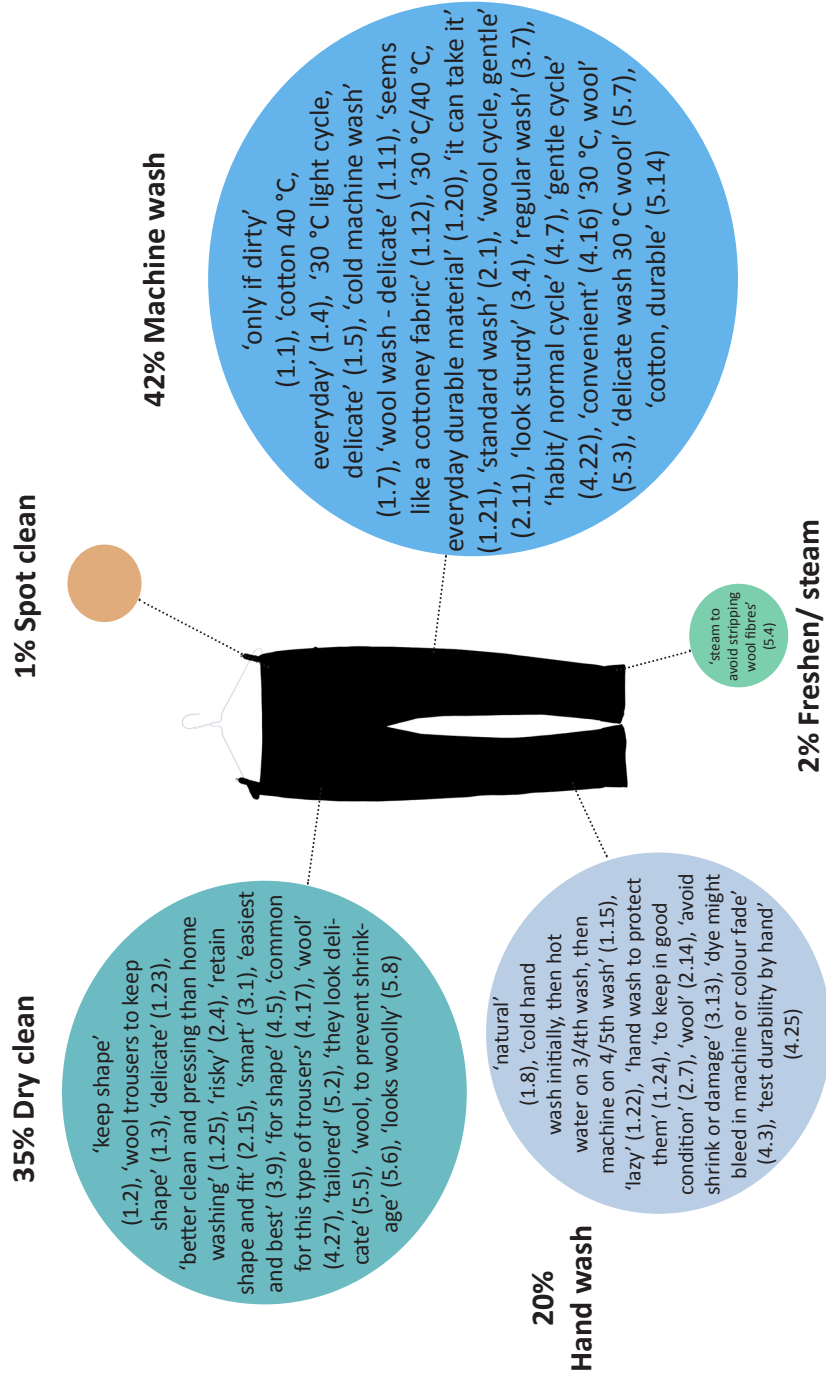 35% Dry clean
‘keep shape’
(1.2), ‘wool trousers to keep
shape’ (1.3), ‘delicate’ (1.23),
‘better clean and pressing than home
washing’ (1.25), ‘risky’ (2.4), ‘retain
shape and fit’ (2.15), ‘smart’ (3.1), ‘easiest
and best’ (3.9), ‘for shape’ (4.5), ‘common
for this type of trousers’ (4.17), ‘wool’
(4.27), ‘tailored’ (5.2), ‘they look deli-
cate’ (5.5), ‘wool, to prevent shrink-
age’ (5.6), ‘looks woolly’ (5.8)
1% Spot clean
42% Machine wash
‘only if dirty’
(1.1), ‘cotton 40 °C,
everyday’ (1.4), ‘30 °C light cycle,
delicate’ (1.5), ‘cold machine wash’
(1.7), ‘wool wash - delicate’ (1.11), ‘seems
like a cottoney fabric’ (1.12), ‘30 °C/40 °C,
everyday durable material’ (1.20), ‘it can take it’
(1.21), ‘standard wash’ (2.1), ‘wool cycle, gentle’
(2.11), ‘look sturdy’ (3.4), ‘regular wash’ (3.7),
‘habit/ normal cycle’ (4.7), ‘gentle cycle’
(4.22), ‘convenient’ (4.16) ‘30 °C, wool’
(5.3), ‘delicate wash 30 °C wool’ (5.7),
‘cotton, durable’ (5.14)
20%
Hand wash
‘natural’
(1.8), ‘cold hand
wash initially, then hot
water on 3/4th wash, then
machine on 4/5th wash’ (1.15),
‘lazy’ (1.22), ‘hand wash to protect
them’ (1.24), ‘to keep in good
condition’ (2.7), ‘wool’ (2.14), ‘avoid
shrink or damage’ (3.13), ‘dye might
bleed in machine or colour fade’
(4.3), ‘test durability by hand’
(4.25)
‘steam to
avoid stripping
wool fibres’
(5.4)
2% Freshen/ steam